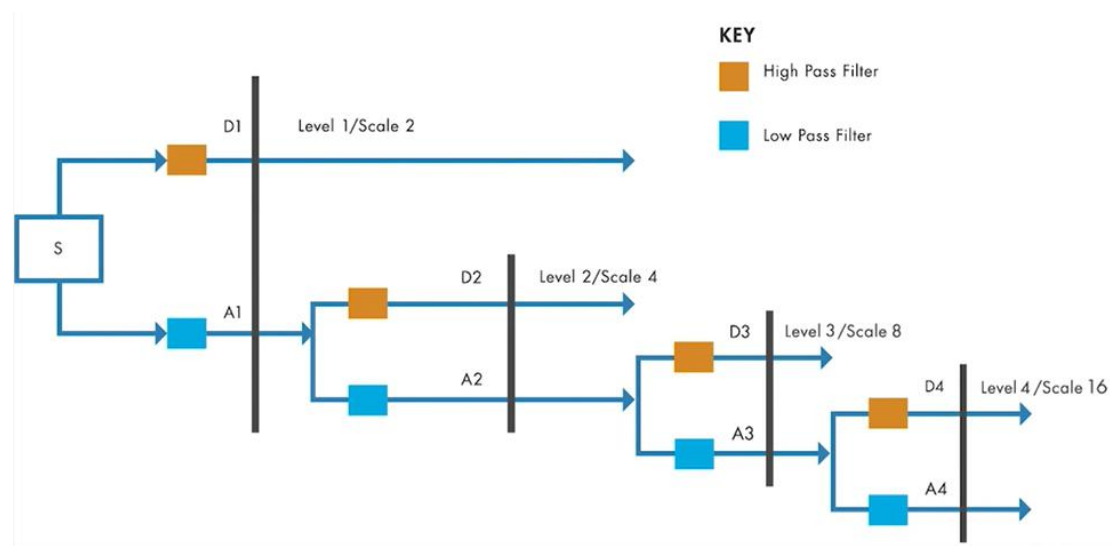 KEY
High Pass Filter
Low Pass Filter
D1
Level 1/Scale 2
S
A1
D2
Level 2/Scale 4
A2
D3
Level 3/Scale 8
A3
D4
Level 4/Scale 16
A4